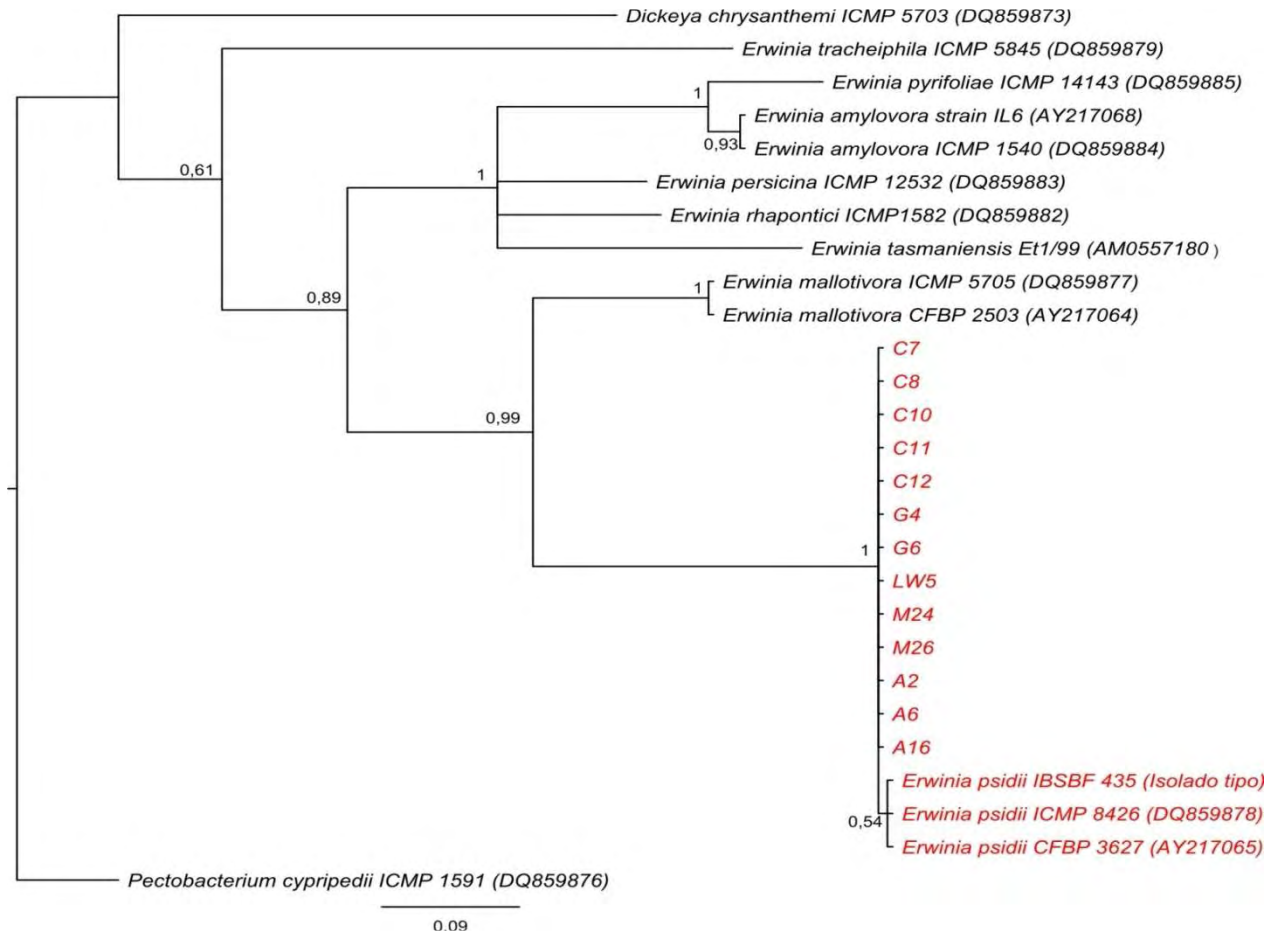 Dickeya chrysanthemi ICMP 5703 (DQ859873)
Erwinia tracheiphila ICMP 5845 (DQ859879)
Erwinia pyrifoliae ICMP 14143 (DQ859885)
1
Erwinia amylovora strain IL6 (AY217068)
0,93
Erwinia amylovora ICMP 1540 (DQ859884)
0,61
1
Erwinia persicina ICMP 12532 (DQ859883)
Erwinia rhapontici ICMP1582 (DQ859882)
Erwinia tasmaniensis Et1/99 (AM0557180)
0,89
1
Erwinia mallotivora ICMP 5705 (DQ859877)
Erwinia mallotivora CFBP 2503 (AY217064)
C7
C8
0,99
C10
C11
C12
G4
G6
1
LW5
M24
M26
A2
A6
A16
Erwinia psidii IBSBF 435 (Isolado tipo)
0,54
Erwinia psidii ICMP 8426 (DQ859878)
Erwinia psidii CFBP 3627 (AY217065)
Pectobacterium cypripedii ICMP 1591 (DQ859876)
0.09